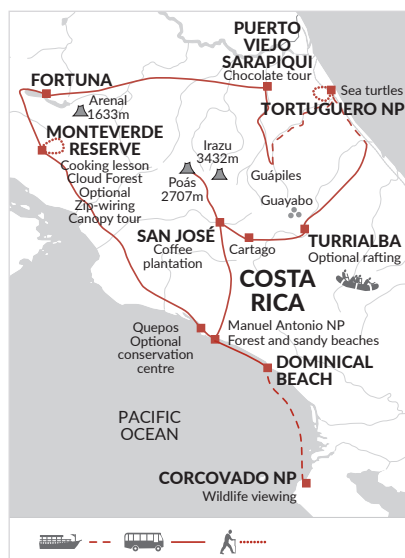 PUERTO
VIEJO
SARAPIQUI
Chocolate tour
FORTUNA
Sea turtles
Arenal
1633m
TORTUGUERO NP
MONTEVERDE
RESERVE
Cooking lesson
Cloud Forest
Optional
Zip-wiring
Canopy tour
Irazu
3432m
Poás
2707m
Guápiles
Guayabo
SAN JOSÉ
Coffee
plantation
Cartago
TURRIALBA
Optional rafting
COSTA
RICA
Quepos
Optional
conservation
centre
Manuel Antonio NP
Forest and sandy beaches
DOMINICAL
BEACH
PACIFIC
OCEAN
CORCOVADO NP
Wildlife viewing